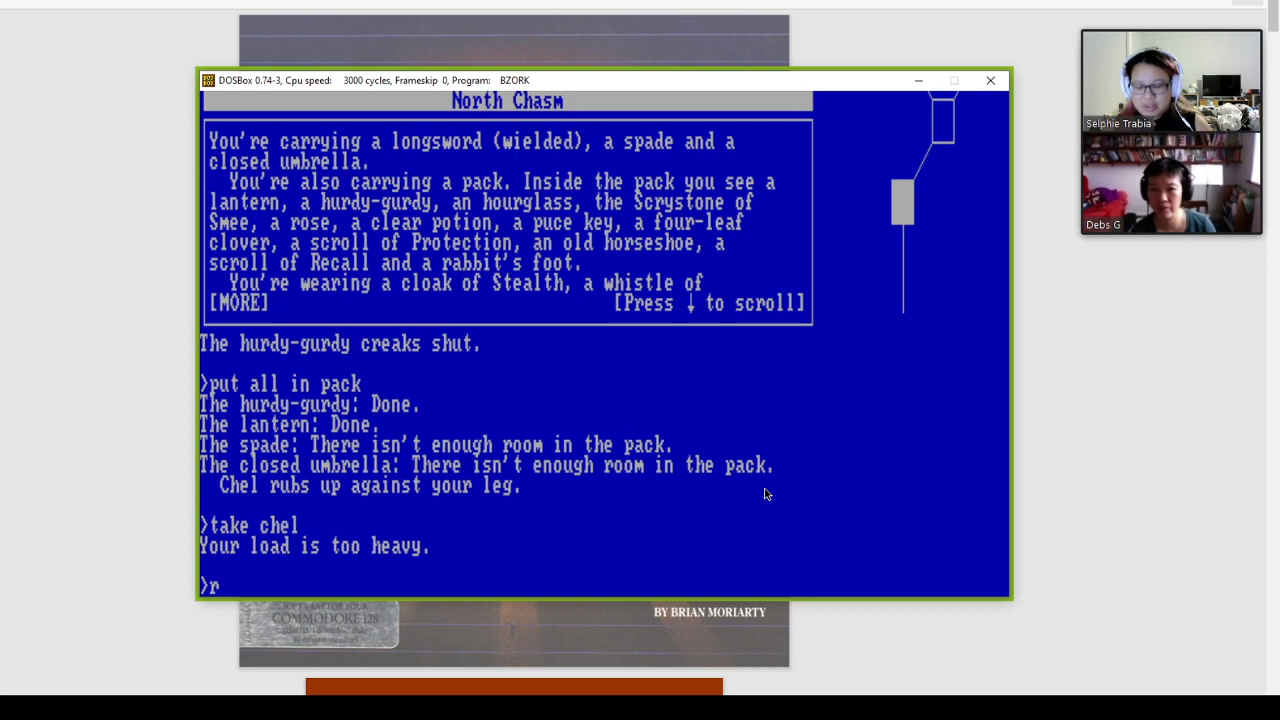 DOSBox 0.74-3, Cpu speed: 3000 cycles, Frameskip 0, Program: BZORK
North Chasm
You're carrying a longsword (wielded), a spade and a
closed umbrella.
You're also carrying a pack. Inside the pack you see a
lantern, a hurdy-gurdy, an hourglass, the Scrystone of
Smee, a rose, a clear potion, a puce key, a four-leaf
clover, a scroll of Protection, an old horseshoe, a
scroll of Recall and a rabbit's foot.
You're wearing a cloak of Stealth, a whistle of
[MORE] [Press ↓ to scroll]
The hurdy-gurdy creaks shut.
>put all in pack
The hurdy-gurdy: Done.
The lantern: Done.
The spade: There isn't enough room in the pack.
The closed umbrella: There isn't enough room in the pack.
Chel rubs up against your leg.
>take chel
Your load is too heavy.
>r
SOFTWARE FOR YOUR
COMMODORE 128
BY BRIAN MORIARTY
Selphie Trabia
Debs G